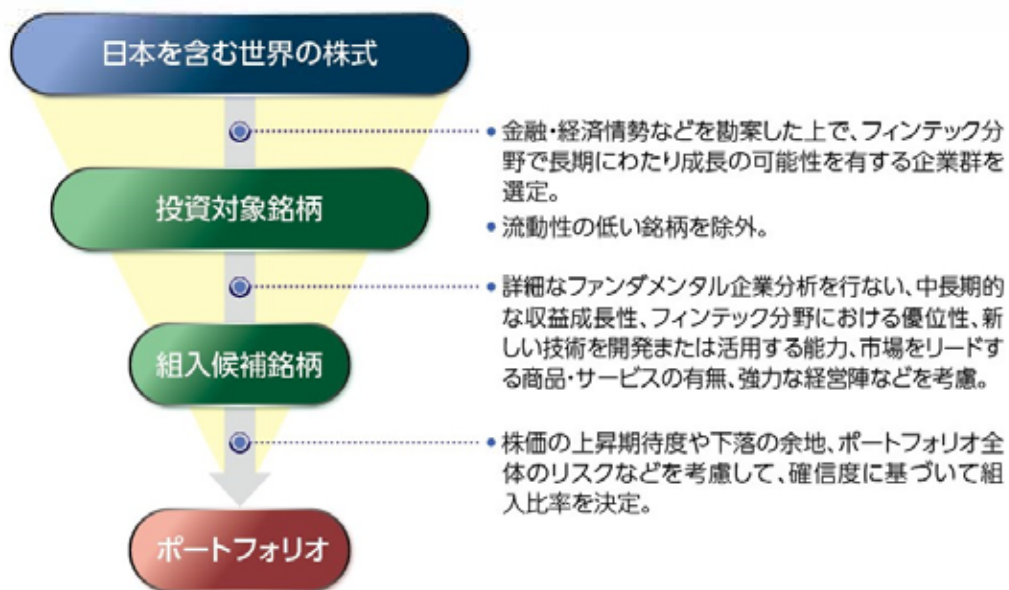 日本を含む世界の株式
• 金融・経済情勢などを勘案した上で、フィンテック分
野で長期にわたり成長の可能性を有する企業群を
選定。
投資対象銘柄
• 流動性の低い銘柄を除外。
• 詳細なファンダメンタル企業分析を行ない、中長期的
な収益成長性、フィンテック分野における優位性、新
しい技術を開発または活用する能力、市場をリードす
る商品・サービスの有無、強力な経営陣などを考慮。
組入候補銘柄
• 株価の上昇期待度や下落の余地、ポートフォリオ全
体のリスクなどを考慮して、確信度に基づいて組
入比率を決定。
ポートフォリオ